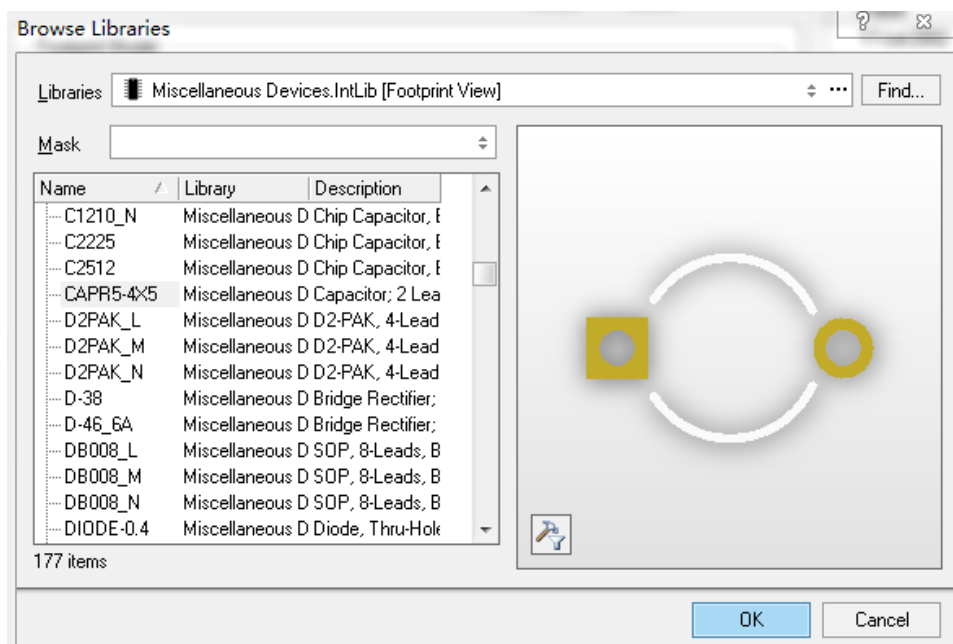 Browse Libraries
Libraries Miscellaneous Devices.IntLib [Footprint View] ... Find...
Mask
Name Library Description
C1210_N Miscellaneous D Chip Capacitor, E
C2225 Miscellaneous D Chip Capacitor, E
C2512 Miscellaneous D Chip Capacitor, E
CAPR5-4X5 Miscellaneous D Capacitor; 2 Lea
D2PAK_L Miscellaneous D D2-PAK, 4-Lead
D2PAK_M Miscellaneous D D2-PAK, 4-Lead
D2PAK_N Miscellaneous D D2-PAK, 4-Lead
D-38 Miscellaneous D Bridge Rectifier;
D-46_6A Miscellaneous D Bridge Rectifier;
DB008_L Miscellaneous D SOP, 8-Leads, B
DB008_M Miscellaneous D SOP, 8-Leads, B
DB008_N Miscellaneous D SOP, 8-Leads, B
DIODE-0.4 Miscellaneous D Diode, Thru-Hole
177 items
OK Cancel